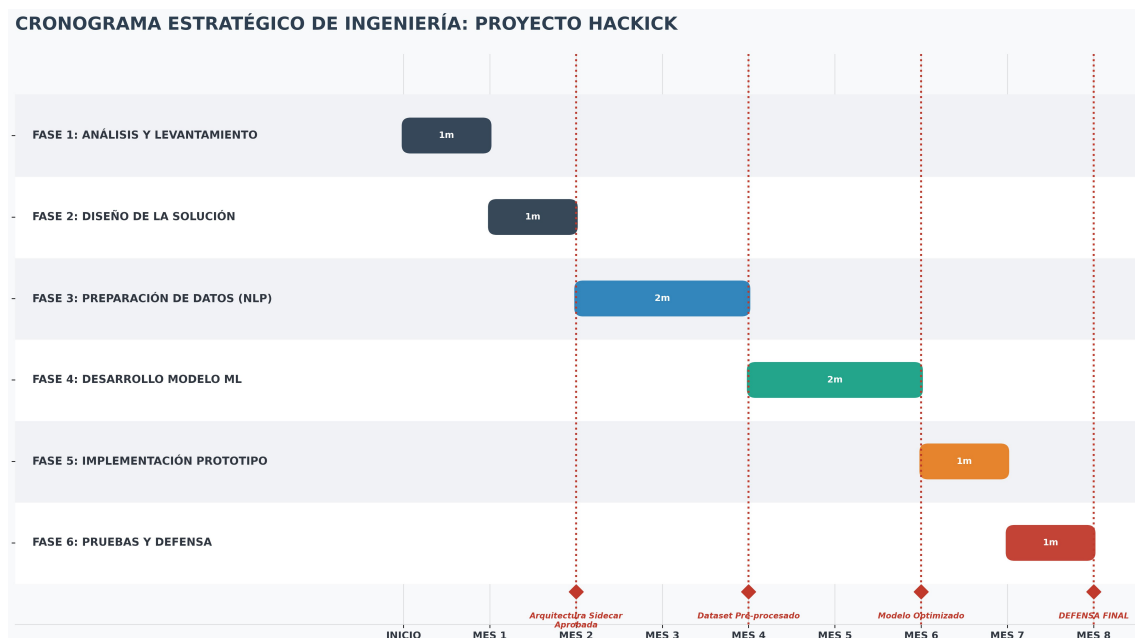 CRONOGRAMA ESTRATÉGICO DE INGENIERÍA: PROYECTO HACKICK
FASE 1: ANÁLISIS Y LEVANTAMIENTO
1m
FASE 2: DISEÑO DE LA SOLUCIÓN
1m
FASE 3: PREPARACIÓN DE DATOS (NLP)
2m
FASE 4: DESARROLLO MODELO ML
2m
FASE 5: IMPLEMENTACIÓN PROTOTIPO
1m
FASE 6: PRUEBAS Y DEFENSA
1m
Arquitectura Sidecar
Aprobada
Dataset Pre-procesado
Modelo Optimizado
DEFENSA FINAL
INICIO
MES 1
MES 2
MES 3
MES 4
MES 5
MES 6
MES 7
MES 8